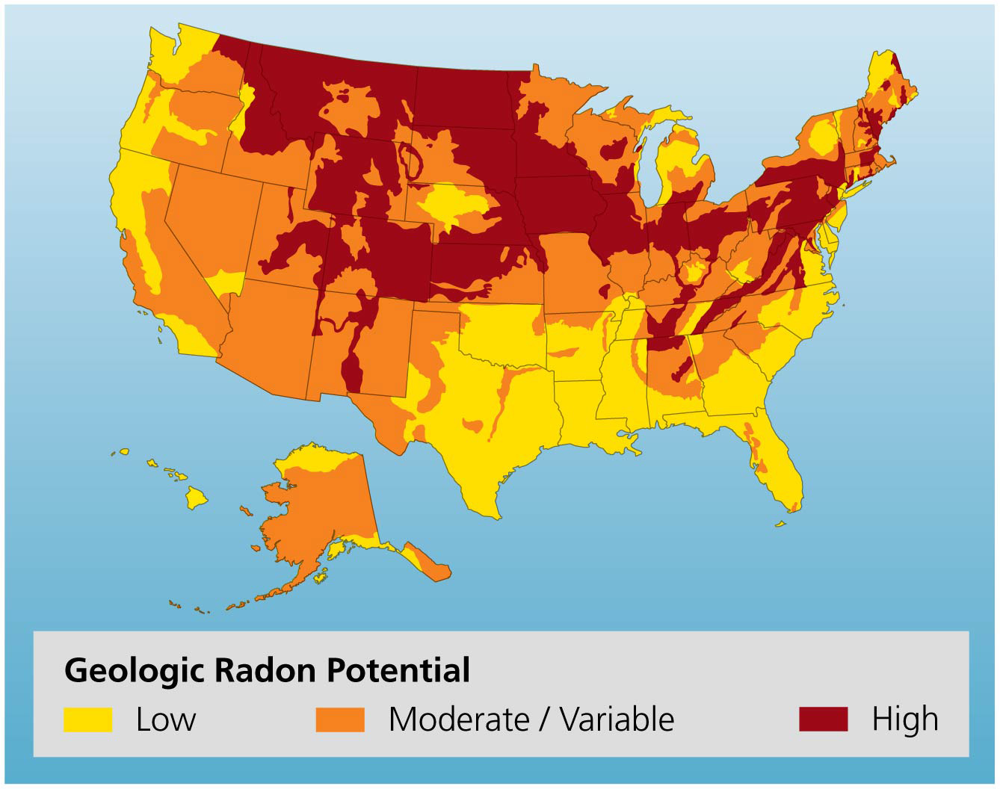 Geologic Radon Potential
Low Moderate / Variable High